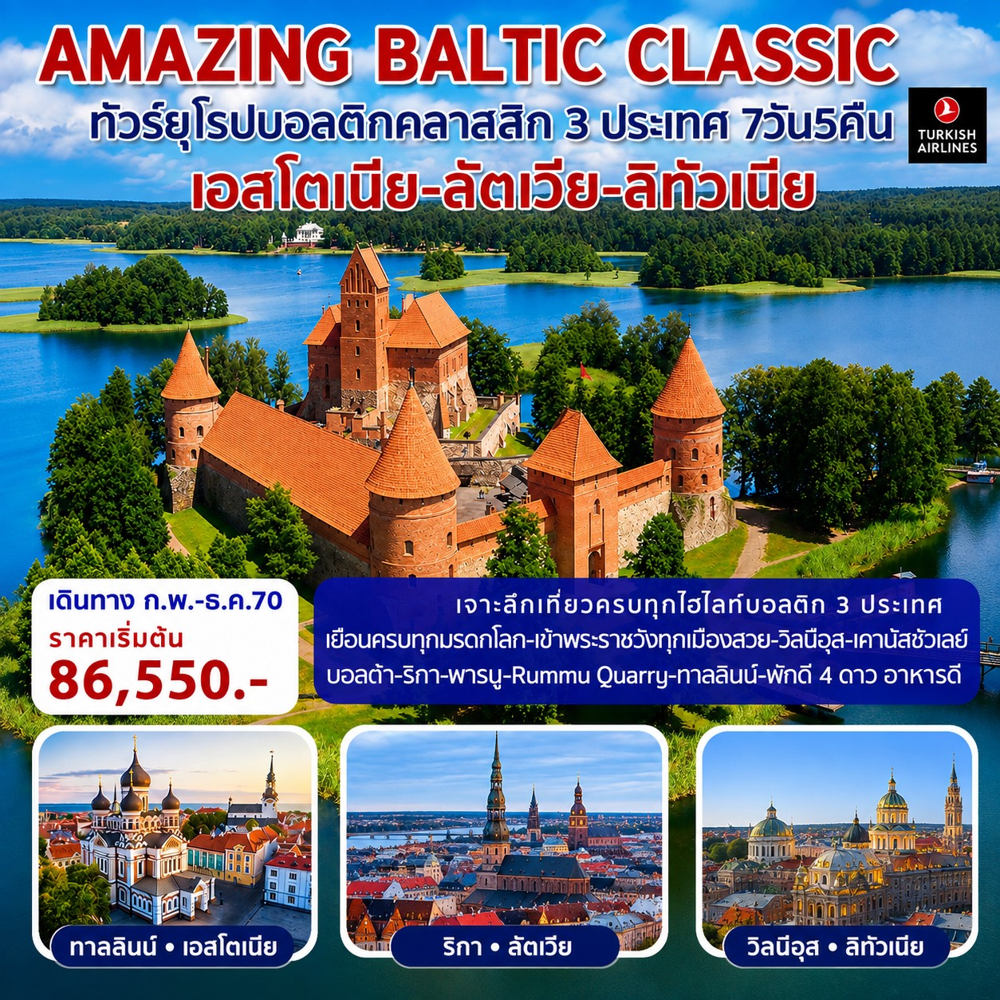 AMAZING BALTIC CLASSIC
ทัวร์ยุโรปบอลติกคลาสสิก 3 ประเทศ 7วัน5คืน
TURKISH
AIRLINES
เอสโตเนีย-ลัตเวีย-ลิทัวเนีย
เดินทาง ก.พ.-ธ.ค.70
ราคาเริ่มต้น
86,550.-
เจาะลึกเที่ยวครบทุกไฮไลท์บอลติก 3 ประเทศ
เยือนครบทุกมรดกโลก-เข้าพระราชวังทุกเมืองสวย-วิลนีอุส-เคานัสชัวเลย์
บอลต้า-ริกา-พารนู-Rummu Quarry-ทาลลินน์-พักดี 4 ดาว อาหารดี
ทาลลินน์ • เอสโตเนีย
ริกา • ลัตเวีย
วิลนีอุส • ลิทัวเนีย